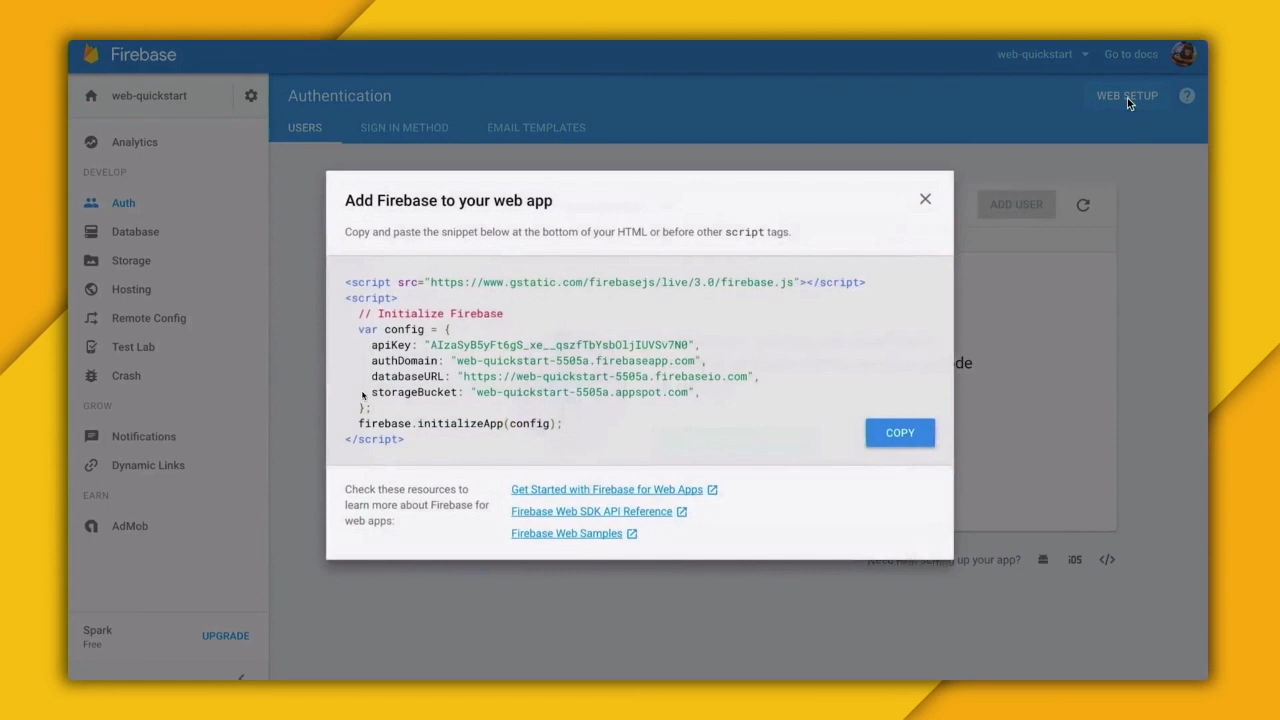 Firebase
web-quickstart
Go to docs
web-quickstart
Authentication
WEB SETUP
?
USERS
SIGN IN METHOD
EMAIL TEMPLATES
Analytics
DEVELOP
Auth
Database
Storage
Hosting
Remote Config
Test Lab
Crash
GROW
Notifications
Dynamic Links
EARN
AdMob
Spark
Free
UPGRADE
ADD USER
Add Firebase to your web app
Copy and paste the snippet below at the bottom of your HTML or before other script tags.
<script src="https://www.gstatic.com/firebasejs/live/3.0/firebase.js"></script>
<script>
// Initialize Firebase
var config = {
apiKey: "AIzaSyB5yFt6gS_xe__qszfTbYsbOljIUVSv7N0",
authDomain: "web-quickstart-5505a.firebaseapp.com",
databaseURL: "https://web-quickstart-5505a.firebaseio.com",
storageBucket: "web-quickstart-5505a.appspot.com",
};
firebase.initializeApp(config);
</script>
COPY
Check these resources to
learn more about Firebase for
web apps:
Get Started with Firebase for Web Apps
Firebase Web SDK API Reference
Firebase Web Samples
up your app?
iOS
</>